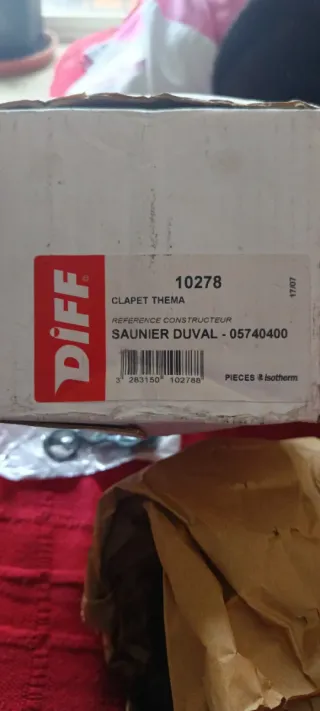 DiFF®
10278
17/07
CLAPET THEMA
REFERENCE CONSTRUCTEUR
SAUNIER DUVAL - 05740400
3 283150 102788
PIECES isotherm